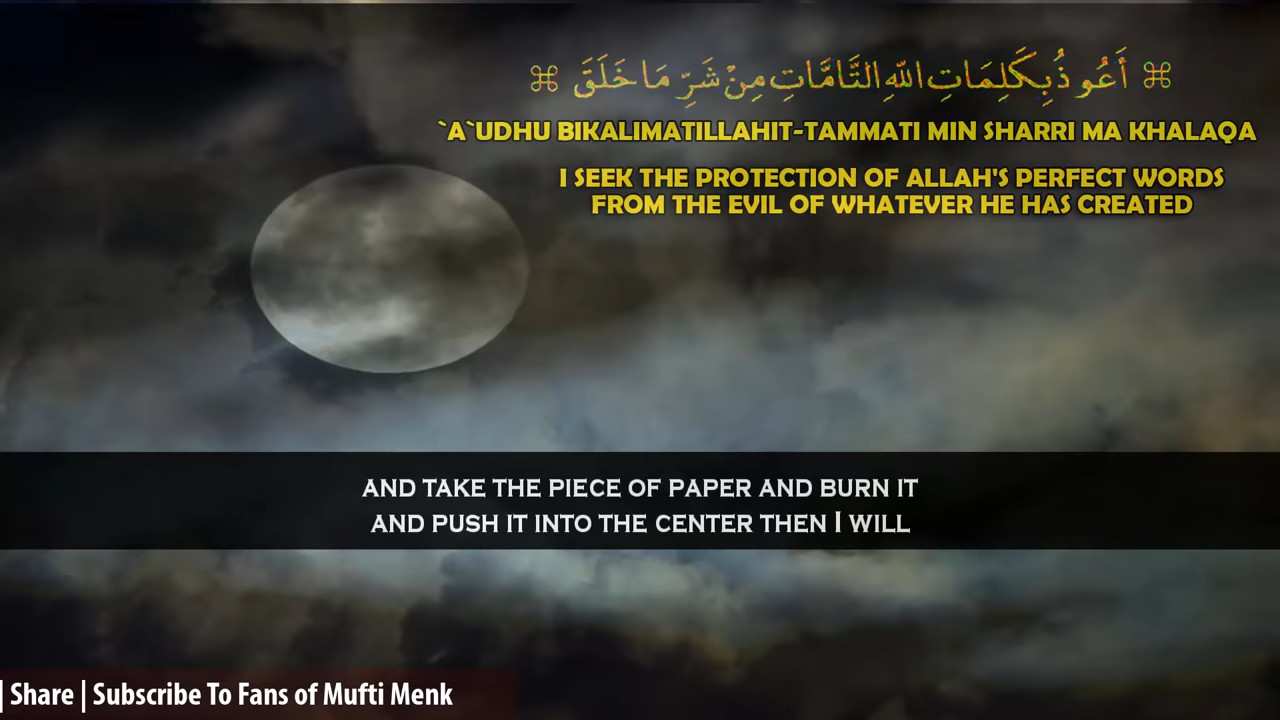 ⌘ أَعُوذُ بِكَلِمَاتِ اللّٰهِ التَّامَّاتِ مِنْ شَرِّ مَا خَلَقَ ⌘
`A`UDHU BIKALIMATILLAHIT-TAMMATI MIN SHARRI MA KHALAQA
I SEEK THE PROTECTION OF ALLAH'S PERFECT WORDS
FROM THE EVIL OF WHATEVER HE HAS CREATED
AND TAKE THE PIECE OF PAPER AND BURN IT
AND PUSH IT INTO THE CENTER THEN I WILL
| Share | Subscribe To Fans of Mufti Menk